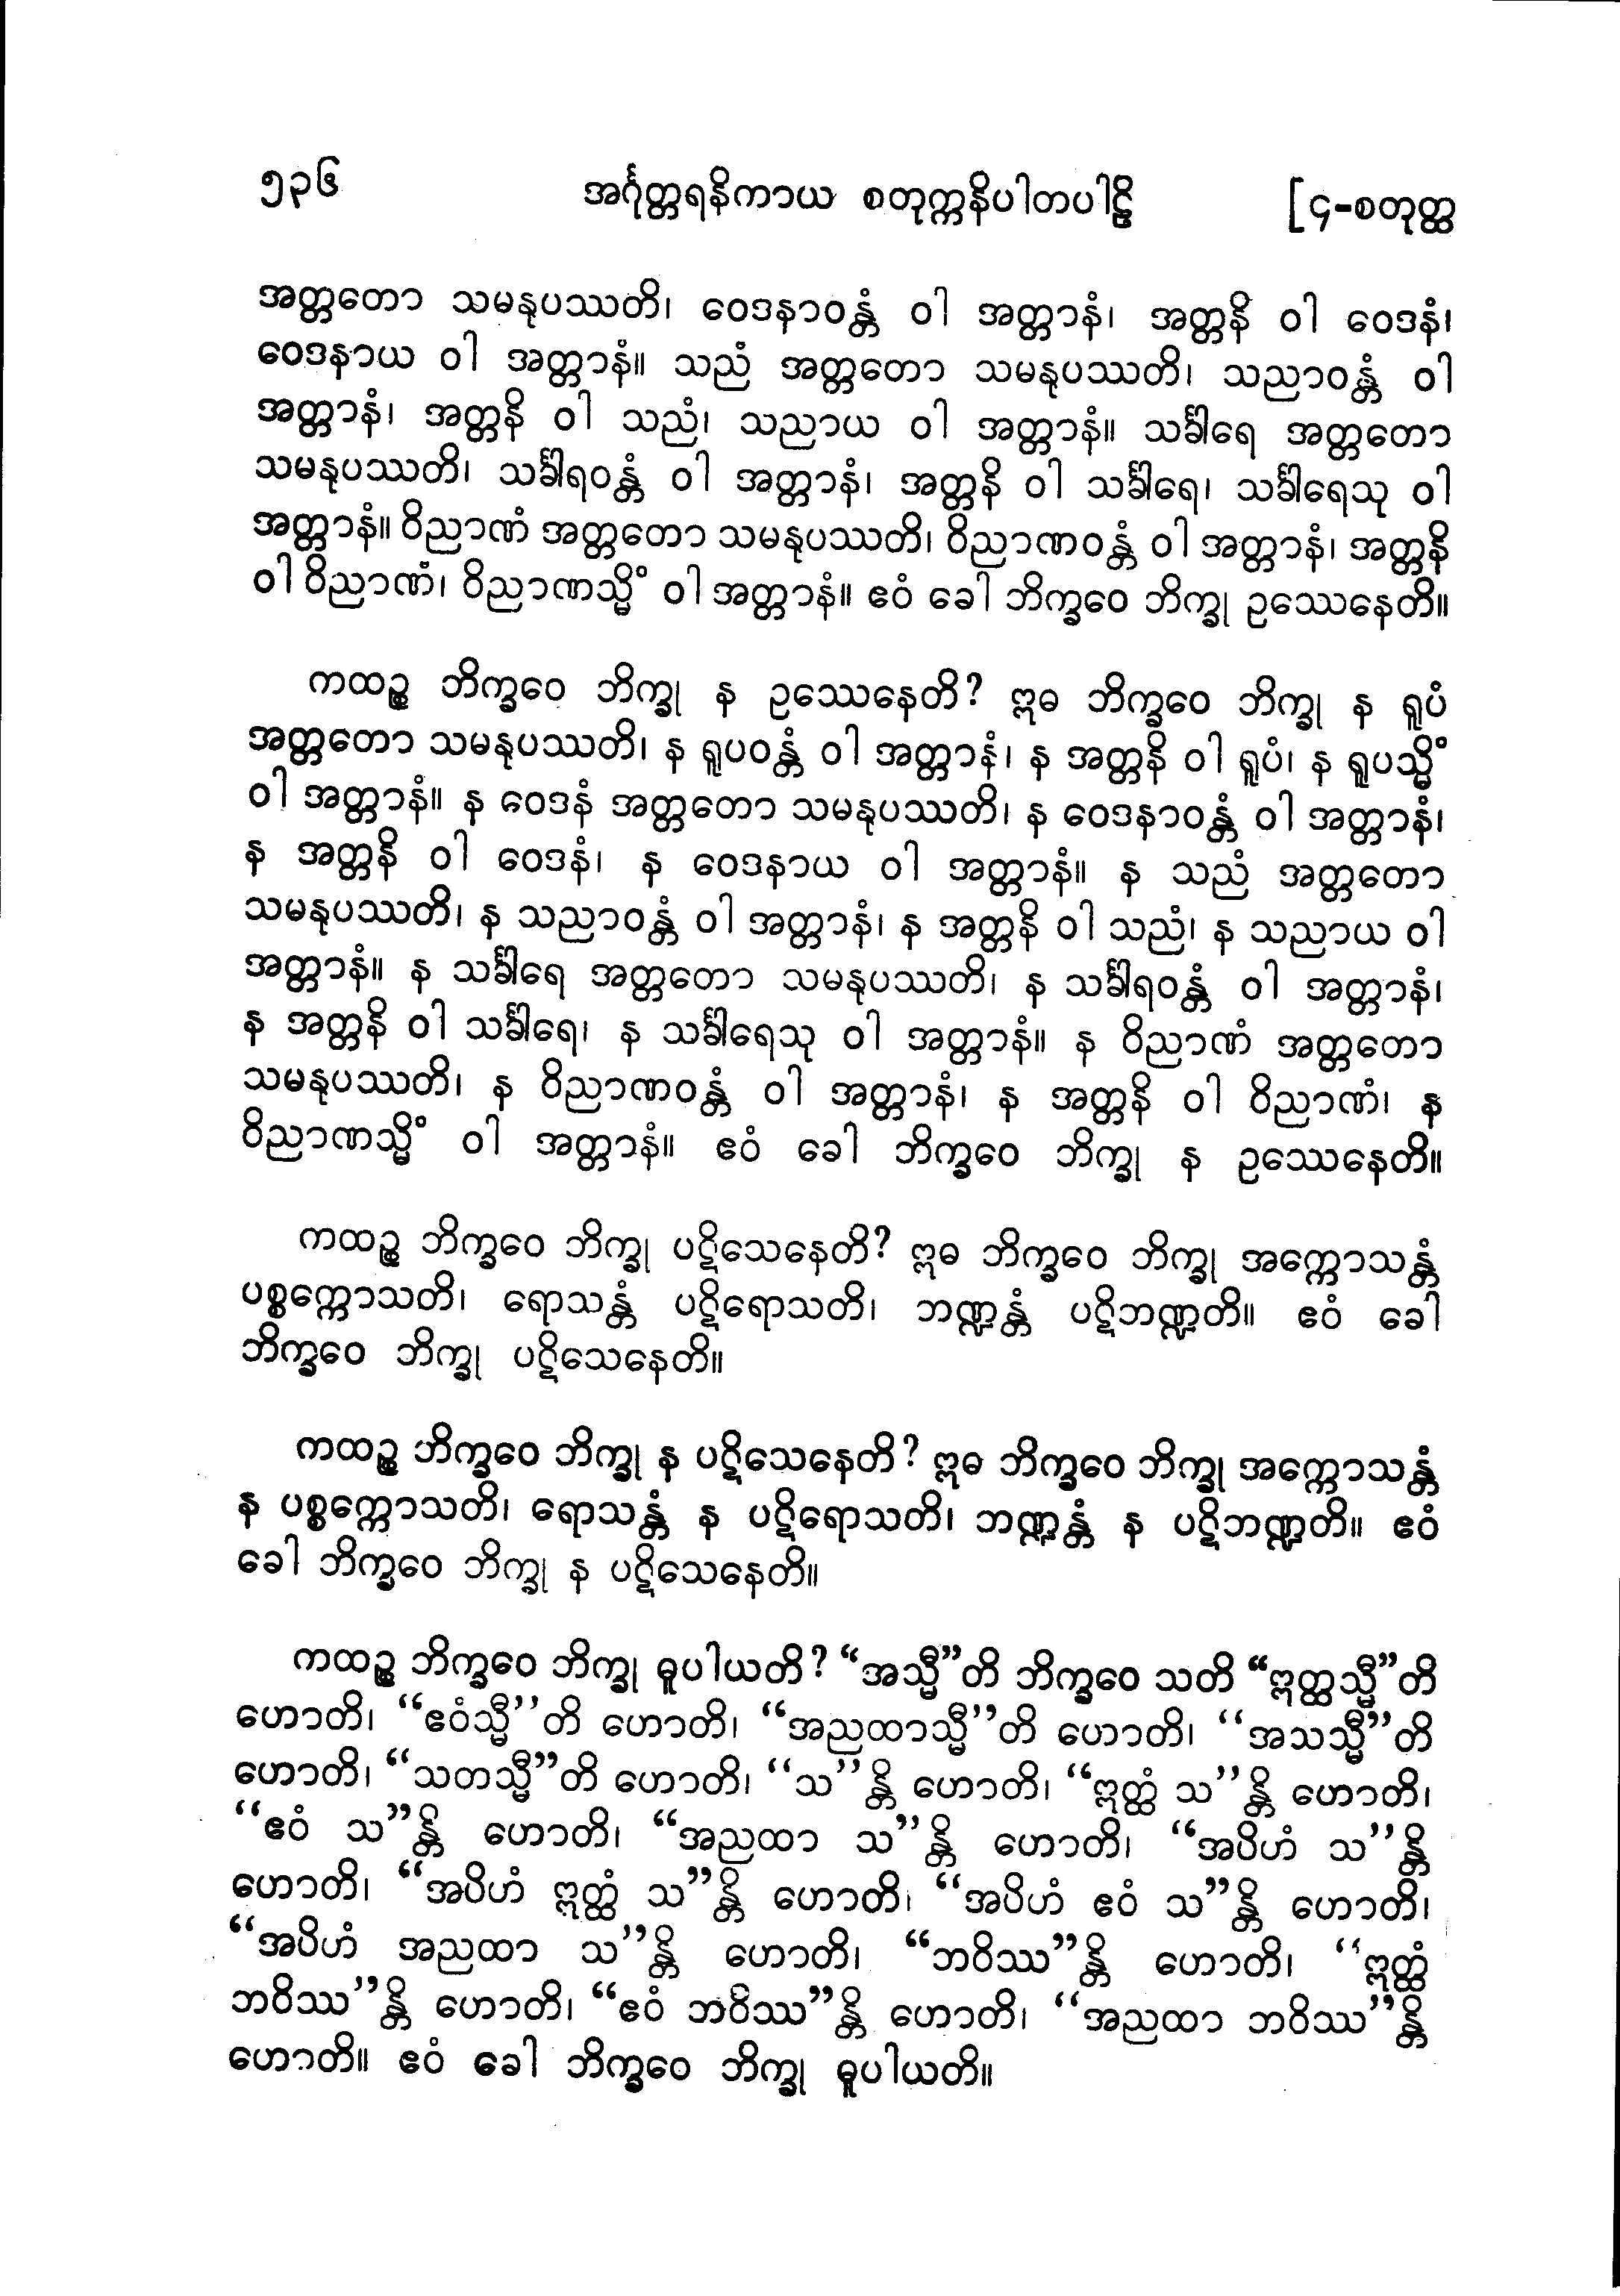 ၅၃၆ အင်္ဂုတ္တရနိကာယ စတုက္ကနိပါတပါဠိ [၄-စတုတ္ထ
အတ္တတော သမနုပဿတိ၊ ဝေဒနာဝန္တံ ဝါ အတ္တာနံ၊ အတ္တနိ ဝါ ဝေဒနံ၊
ဝေဒနာယ ဝါ အတ္တာနံ။ သညံ အတ္တတော သမနုပဿတိ၊ သညာဝန္တံ ဝါ
အတ္တာနံ၊ အတ္တနိ ဝါ သညံ၊ သညာယ ဝါ အတ္တာနံ။ သင်္ခါရေ အတ္တတော
သမနုပဿတိ၊ သင်္ခါရဝန္တံ ဝါ အတ္တာနံ၊ အတ္တနိ ဝါ သင်္ခါရေ၊ သင်္ခါရေသု ဝါ
အတ္တာနံ။ ဝိညာဏံ အတ္တတော သမနုပဿတိ၊ ဝိညာဏဝန္တံ ဝါ အတ္တာနံ၊ အတ္တနိ
ဝါ ဝိညာဏံ၊ ဝိညာဏသ္မိံ ဝါ အတ္တာနံ။ ဧဝံ ခေါ ဘိက္ခဝေ ဘိက္ခု ဥဿေနေတိ။
ကထဉ္စ ဘိက္ခဝေ ဘိက္ခု န ဥဿေနေတိ? ဣဓ ဘိက္ခဝေ ဘိက္ခု န ရူပံ
အတ္တတော သမနုပဿတိ၊ န ရူပဝန္တံ ဝါ အတ္တာနံ၊ န အတ္တနိ ဝါ ရူပံ၊ န ရူပသ္မိံ
ဝါ အတ္တာနံ။ န ဝေဒနံ အတ္တတော သမနုပဿတိ၊ န ဝေဒနာဝန္တံ ဝါ အတ္တာနံ၊
န အတ္တနိ ဝါ ဝေဒနံ၊ န ဝေဒနာယ ဝါ အတ္တာနံ။ န သညံ အတ္တတော
သမနုပဿတိ၊ န သညာဝန္တံ ဝါ အတ္တာနံ၊ န အတ္တနိ ဝါ သညံ၊ န သညာယ ဝါ
အတ္တာနံ။ န သင်္ခါရေ အတ္တတော သမနုပဿတိ၊ န သင်္ခါရဝန္တံ ဝါ အတ္တာနံ၊
န အတ္တနိ ဝါ သင်္ခါရေ၊ န သင်္ခါရေသု ဝါ အတ္တာနံ။ န ဝိညာဏံ အတ္တတော
သမနုပဿတိ၊ န ဝိညာဏဝန္တံ ဝါ အတ္တာနံ၊ န အတ္တနိ ဝါ ဝိညာဏံ၊ န
ဝိညာဏသ္မိံ ဝါ အတ္တာနံ။ ဧဝံ ခေါ ဘိက္ခဝေ ဘိက္ခု န ဥဿေနေတိ။
ကထဉ္စ ဘိက္ခဝေ ဘိက္ခု ပဋိသေနေတိ? ဣဓ ဘိက္ခဝေ ဘိက္ခု အက္ကောသန္တံ
ပစ္စက္ကောသတိ၊ ရောသန္တံ ပဋိရောသတိ၊ ဘဏ္ဍန္တံ ပဋိဘဏ္ဍတိ။ ဧဝံ ခေါ
ဘိက္ခဝေ ဘိက္ခု ပဋိသေနေတိ။
ကထဉ္စ ဘိက္ခဝေ ဘိက္ခု န ပဋိသေနေတိ? ဣဓ ဘိက္ခဝေ ဘိက္ခု အက္ကောသန္တံ
န ပစ္စက္ကောသတိ၊ ရောသန္တံ န ပဋိရောသတိ၊ ဘဏ္ဍန္တံ န ပဋိဘဏ္ဍတိ။ ဧဝံ
ခေါ ဘိက္ခဝေ ဘိက္ခု န ပဋိသေနေတိ။
ကထဉ္စ ဘိက္ခဝေ ဘိက္ခု ဓူပါယတိ? “အသ္မီ”တိ ဘိက္ခဝေ သတိ “ဣတ္ထသ္မီ”တိ
ဟောတိ၊ “ဧဝံသ္မီ”တိ ဟောတိ၊ “အညထာသ္မီ”တိ ဟောတိ၊ “အသသ္မီ”တိ
ဟောတိ၊ “သတသ္မီ”တိ ဟောတိ၊ “သ”န္တိ ဟောတိ၊ “ဣတ္ထံ သ”န္တိ ဟောတိ၊
“ဧဝံ သ”န္တိ ဟောတိ၊ “အညထာ သ”န္တိ ဟောတိ၊ “အပိဟံ သ”န္တိ
ဟောတိ၊ “အပိဟံ ဣတ္ထံ သ”န္တိ ဟောတိ၊ “အပိဟံ ဧဝံ သ”န္တိ ဟောတိ၊
“အပိဟံ အညထာ သ”န္တိ ဟောတိ၊ “ဘဝိဿ”န္တိ ဟောတိ၊ “ဣတ္ထံ
ဘဝိဿ”န္တိ ဟောတိ၊ “ဧဝံ ဘဝိဿ”န္တိ ဟောတိ၊ “အညထာ ဘဝိဿ”န္တိ
ဟောတိ။ ဧဝံ ခေါ ဘိက္ခဝေ ဘိက္ခု ဓူပါယတိ။